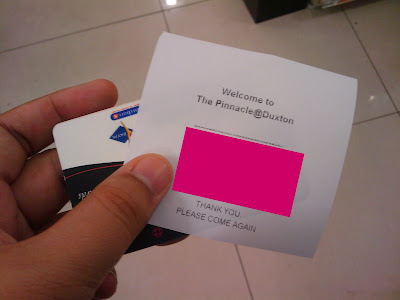 Welcome to
The Pinnacle@Duxton
THANK YOU.
PLEASE COME AGAIN